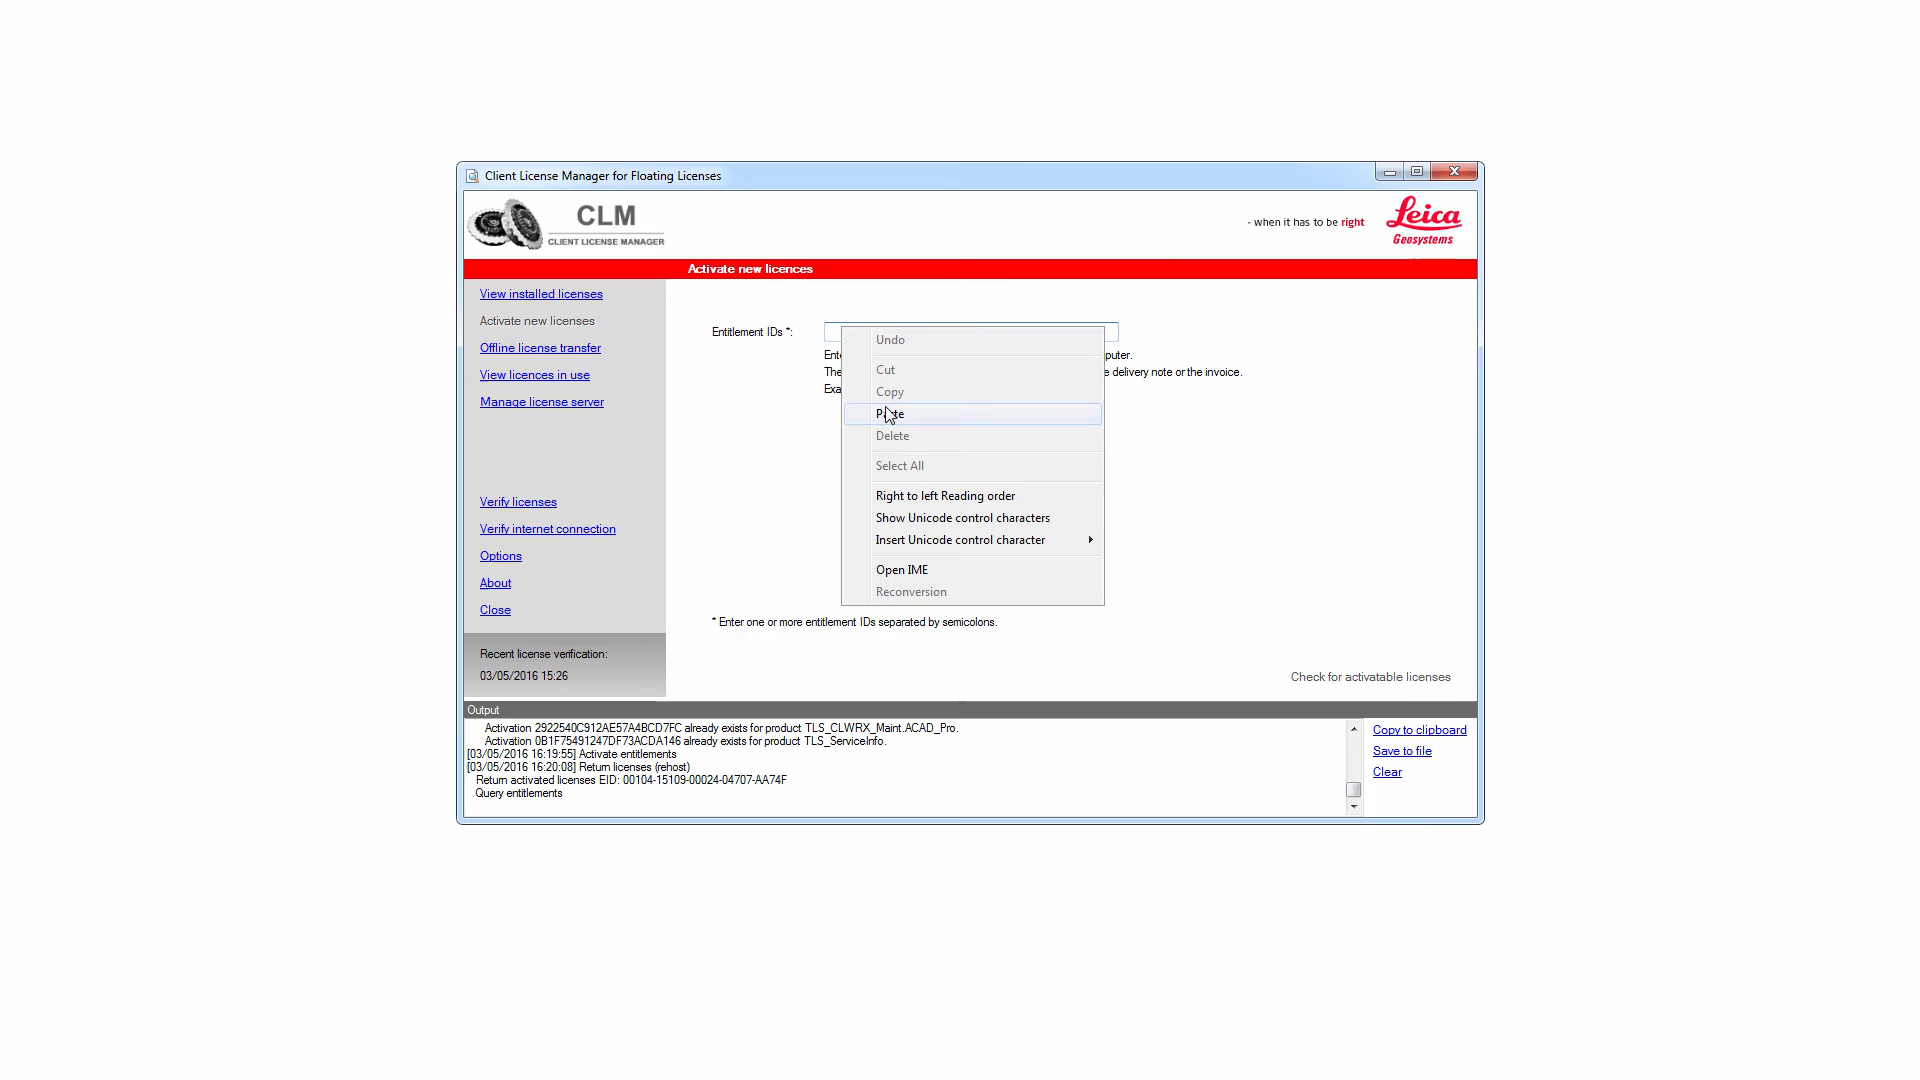 Client License Manager for Floating Licenses
CLM
CLIENT LICENSE MANAGER
- when it has to be right
Leica
Geosystems
Activate new licences
View installed licenses
Activate new licenses
Offline license transfer
View licences in use
Manage license server
Verify licenses
Verify internet connection
Options
About
Close
Recent license verification:
03/05/2016 15:26
Entitlement IDs *:
puter.
e delivery note or the invoice.
Undo
Cut
Copy
Paste
Delete
Select All
Right to left Reading order
Show Unicode control characters
Insert Unicode control character
Open IME
Reconversion
* Enter one or more entitlement IDs separated by semicolons.
Check for activatable licenses
Output
Activation 2922540C912AE57A4BCD7FC already exists for product TLS_CLWRX_Maint.ACAD_Pro.
Activation 0B1F75491247DF73ACDA146 already exists for product TLS_ServiceInfo.
[03/05/2016 16:19:55] Activate entitlements
[03/05/2016 16:20:08] Return licenses (rehost)
Return activated licenses EID: 00104-15109-00024-04707-AA74F
Query entitlements
Copy to clipboard
Save to file
Clear